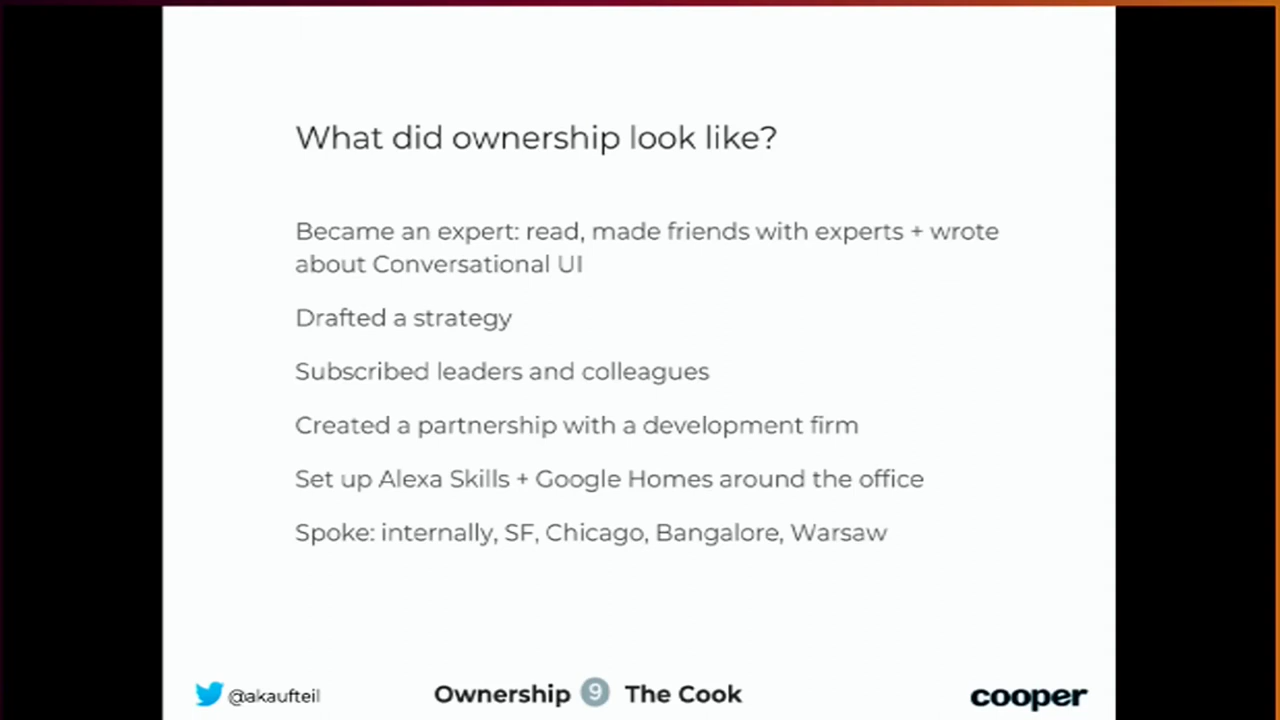 What did ownership look like?
Became an expert: read, made friends with experts + wrote
about Conversational UI
Drafted a strategy
Subscribed leaders and colleagues
Created a partnership with a development firm
Set up Alexa Skills + Google Homes around the office
Spoke: internally, SF, Chicago, Bangalore, Warsaw
@akaufteil Ownership 9 The Cook cooper